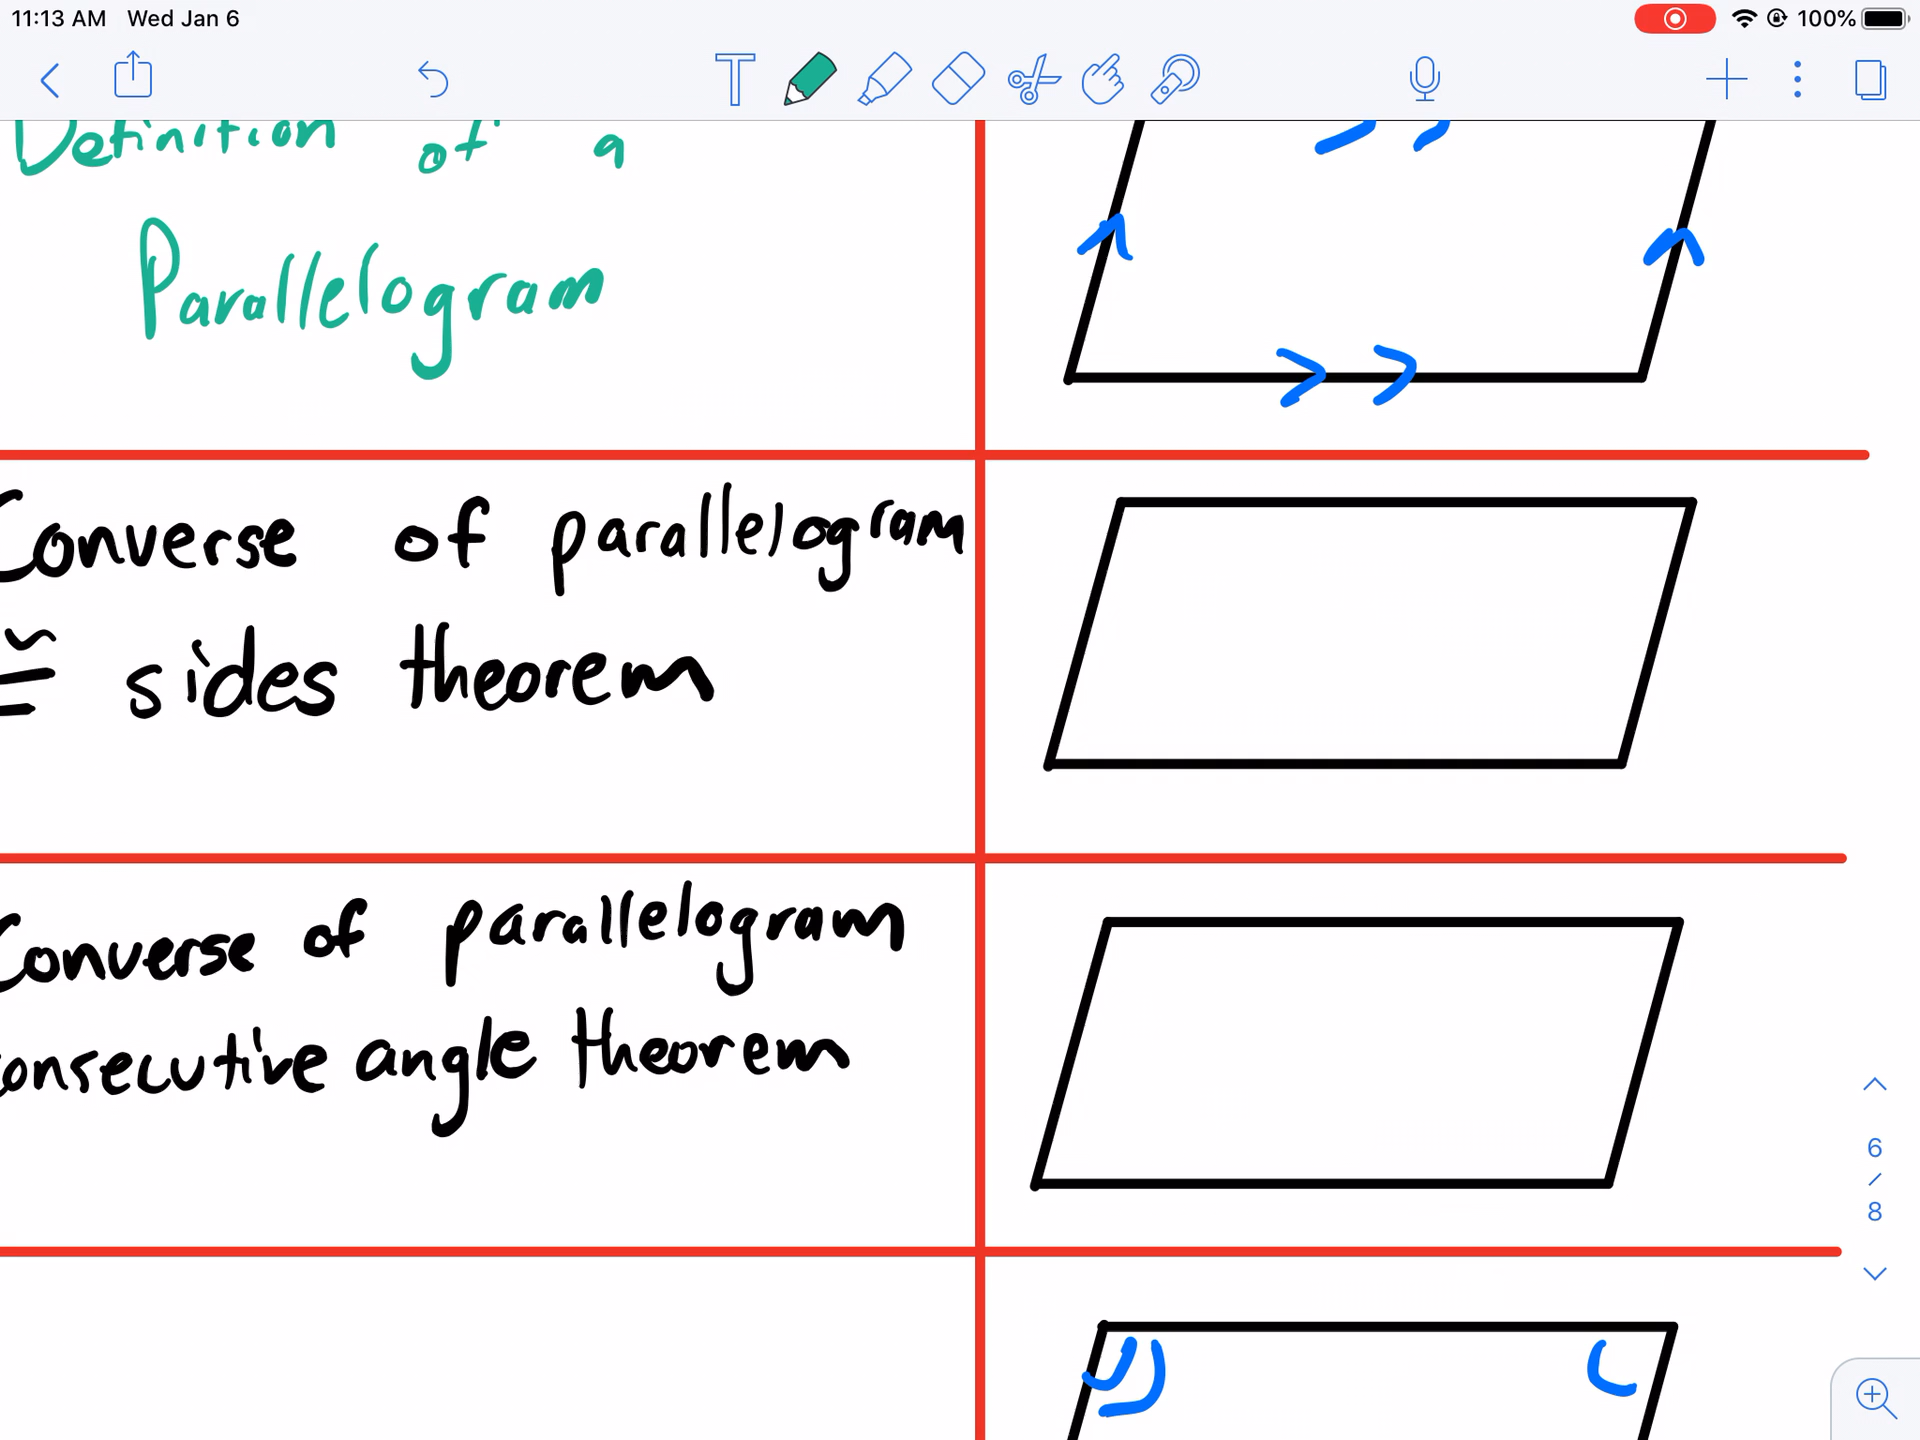 11:13 AM Wed Jan 6
100%
T
Definition of a
Parallelogram
Converse of parallelogram
≅ sides theorem
Converse of parallelogram
consecutive angle theorem
6
/
8